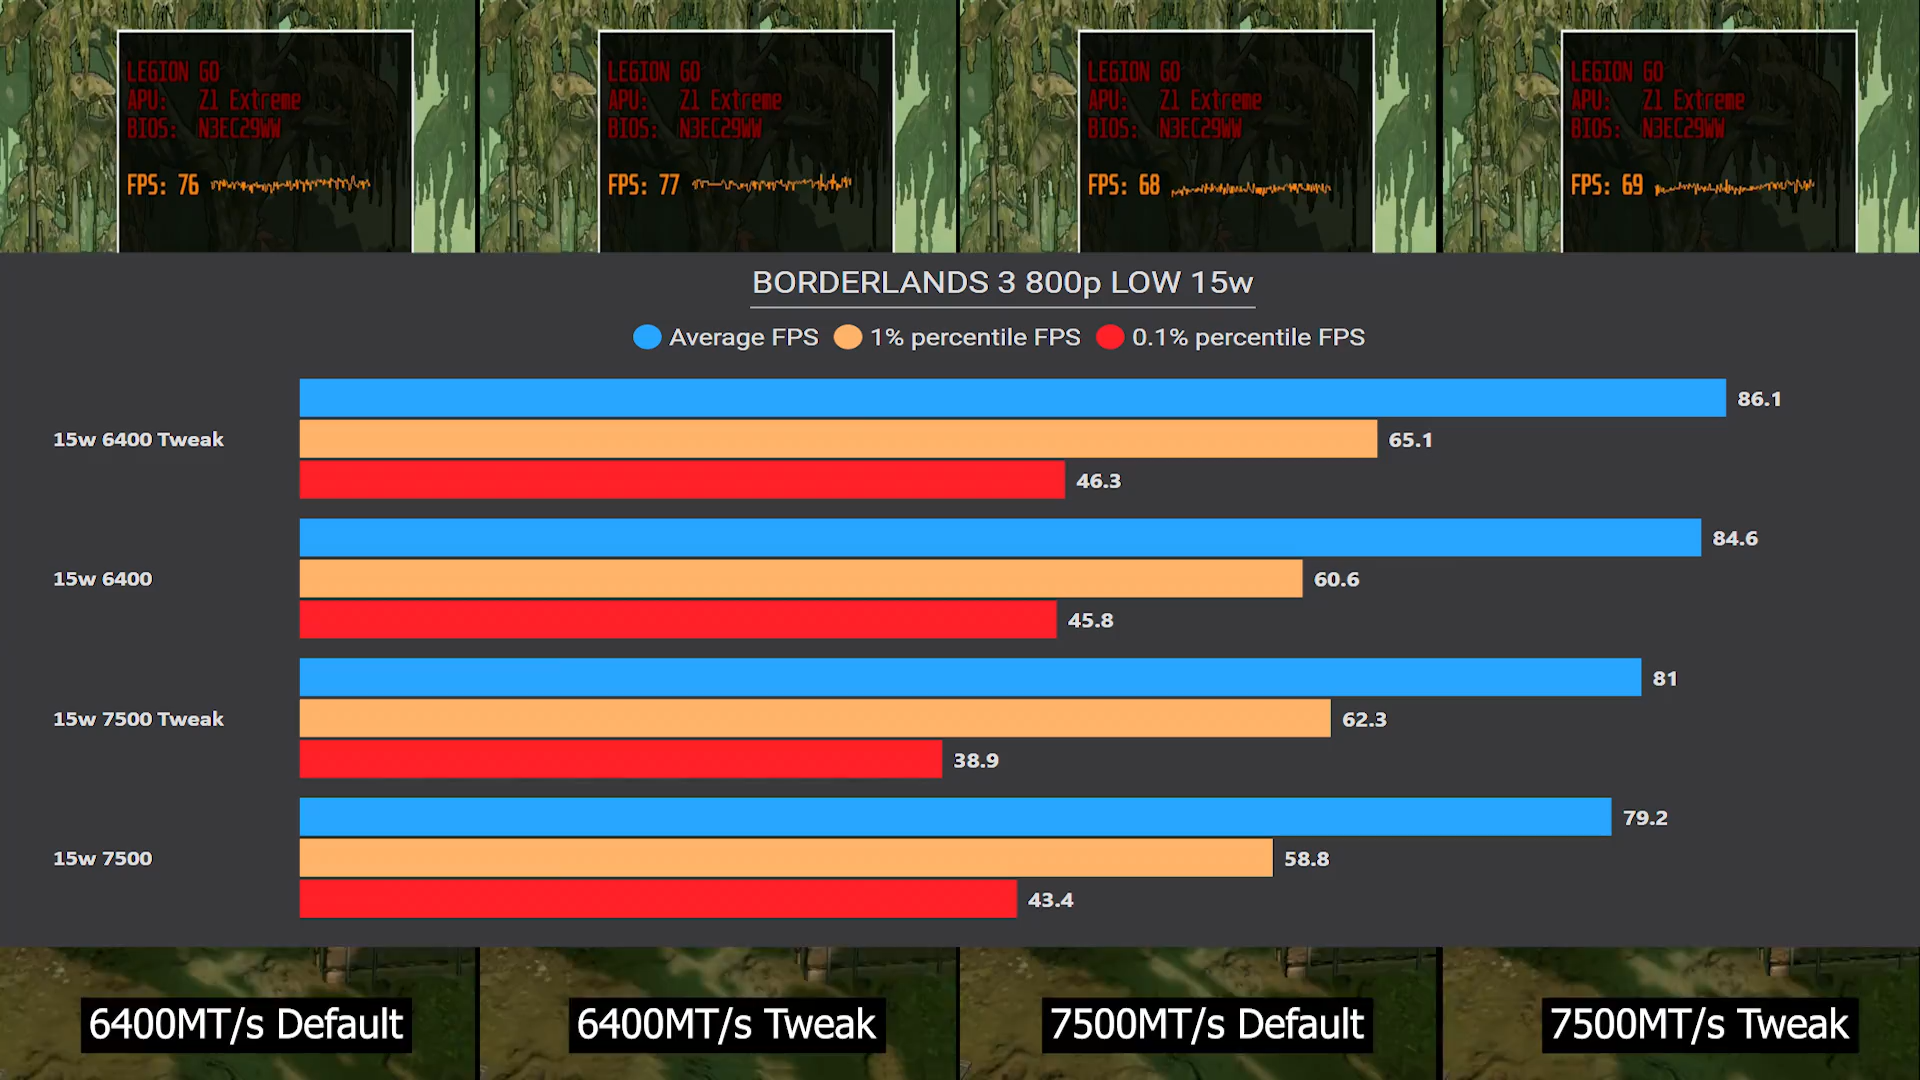 LEGION GO
APU: Z1 Extreme
BIOS: N3EC29WW
FPS: 76
LEGION GO
APU: Z1 Extreme
BIOS: N3EC29WW
FPS: 77
LEGION GO
APU: Z1 Extreme
BIOS: N3EC29WW
FPS: 68
LEGION GO
APU: Z1 Extreme
BIOS: N3EC29WW
FPS: 69
BORDERLANDS 3 800p LOW 15w
Average FPS 1% percentile FPS 0.1% percentile FPS
86.1
15w 6400 Tweak 65.1
46.3
84.6
15w 6400 60.6
45.8
81
15w 7500 Tweak 62.3
38.9
79.2
15w 7500 58.8
43.4
6400MT/s Default
6400MT/s Tweak
7500MT/s Default
7500MT/s Tweak